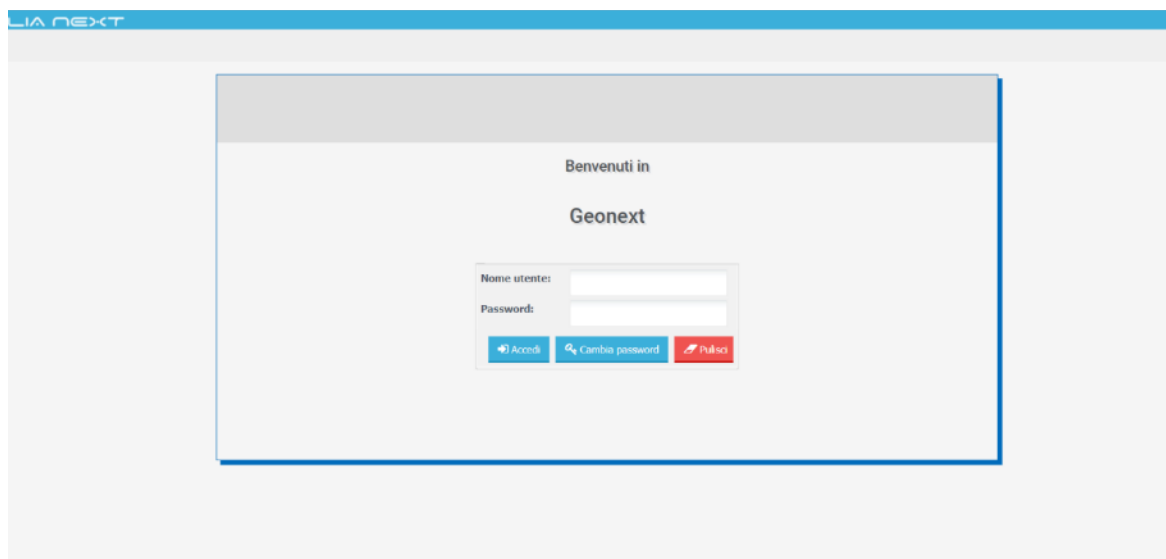 LIA NEXT
Benvenuti in
Geonext
Nome utente:
Password:
Accedi Cambia password Pulisci